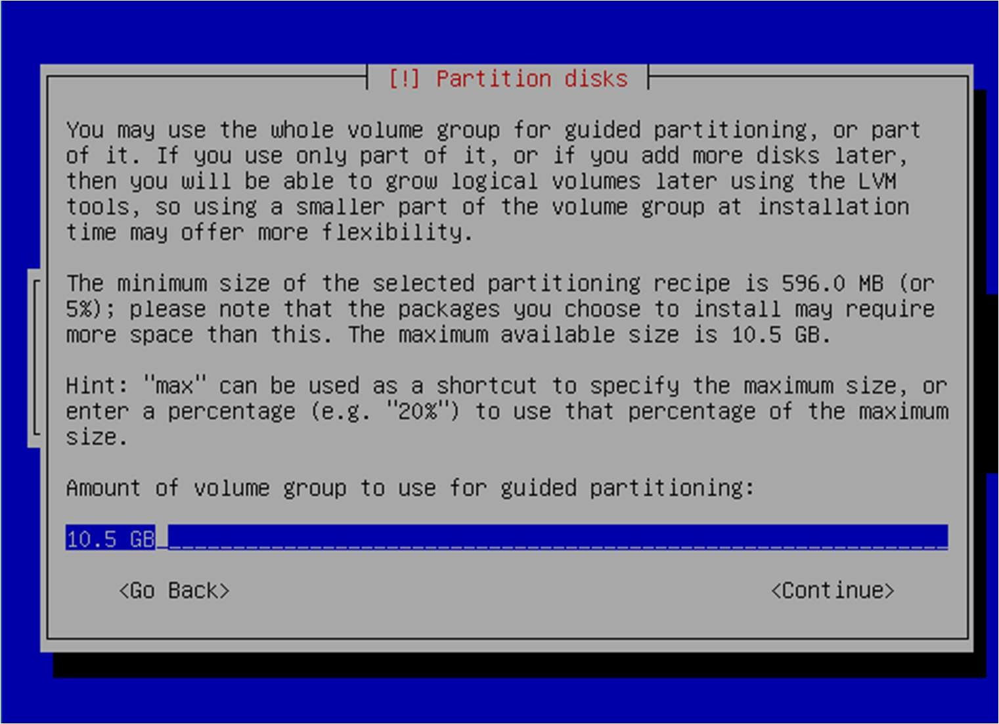 [!] Partition disks
You may use the whole volume group for guided partitioning, or part
of it. If you use only part of it, or if you add more disks later,
then you will be able to grow logical volumes later using the LVM
tools, so using a smaller part of the volume group at installation
time may offer more flexibility.
The minimum size of the selected partitioning recipe is 596.0 MB (or
5%); please note that the packages you choose to install may require
more space than this. The maximum available size is 10.5 GB.
Hint: "max" can be used as a shortcut to specify the maximum size, or
enter a percentage (e.g. "20%") to use that percentage of the maximum
size.
Amount of volume group to use for guided partitioning:
10.5 GB
<Go Back> <Continue>